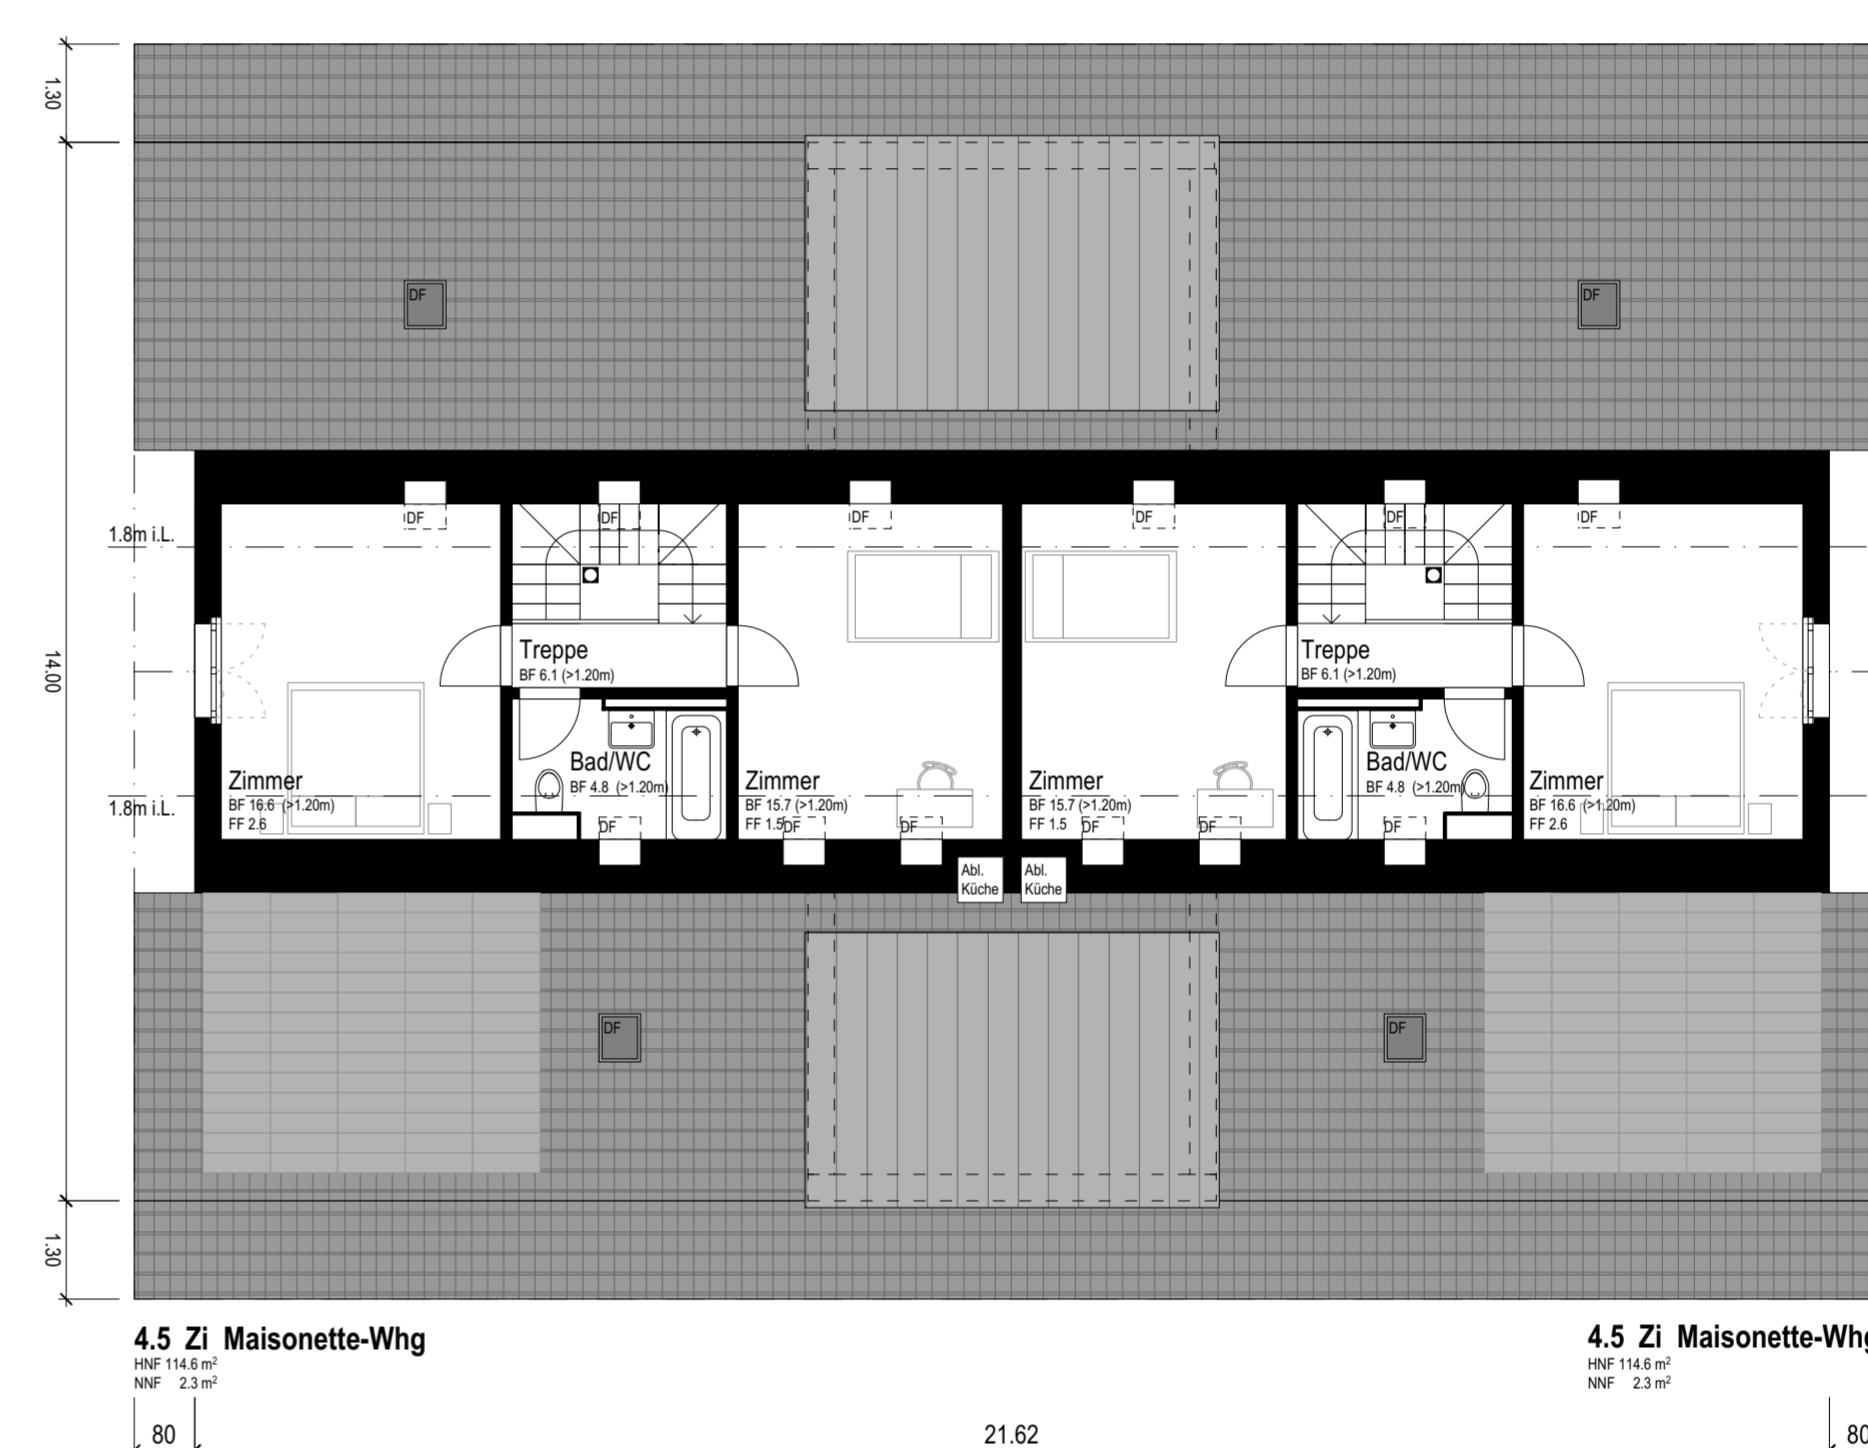 1.30
DF
DF
1.8m i.L.
DF
DF
DF
DF
DF
DF
14.00
Treppe
BF 6.1 (>1.20m)
Treppe
BF 6.1 (>1.20m)
Zimmer
BF 16.6 (>1.20m)
FF 2.6
Bad/WC
BF 4.8 (>1.20m)
Zimmer
BF 15.7 (>1.20m)
FF 1.5
Zimmer
BF 15.7 (>1.20m)
FF 1.5
Bad/WC
BF 4.8 (>1.20m)
Zimmer
BF 16.6 (>1.20m)
FF 2.6
1.8m i.L.
DF
DF
DF
DF
DF
DF
Abl.
Küche
Abl.
Küche
DF
DF
1.30
4.5 Zi Maisonette-Whg
HNF 114.6 m²
NNF 2.3 m²
4.5 Zi Maisonette-Whg
HNF 114.6 m²
NNF 2.3 m²
80
21.62
80